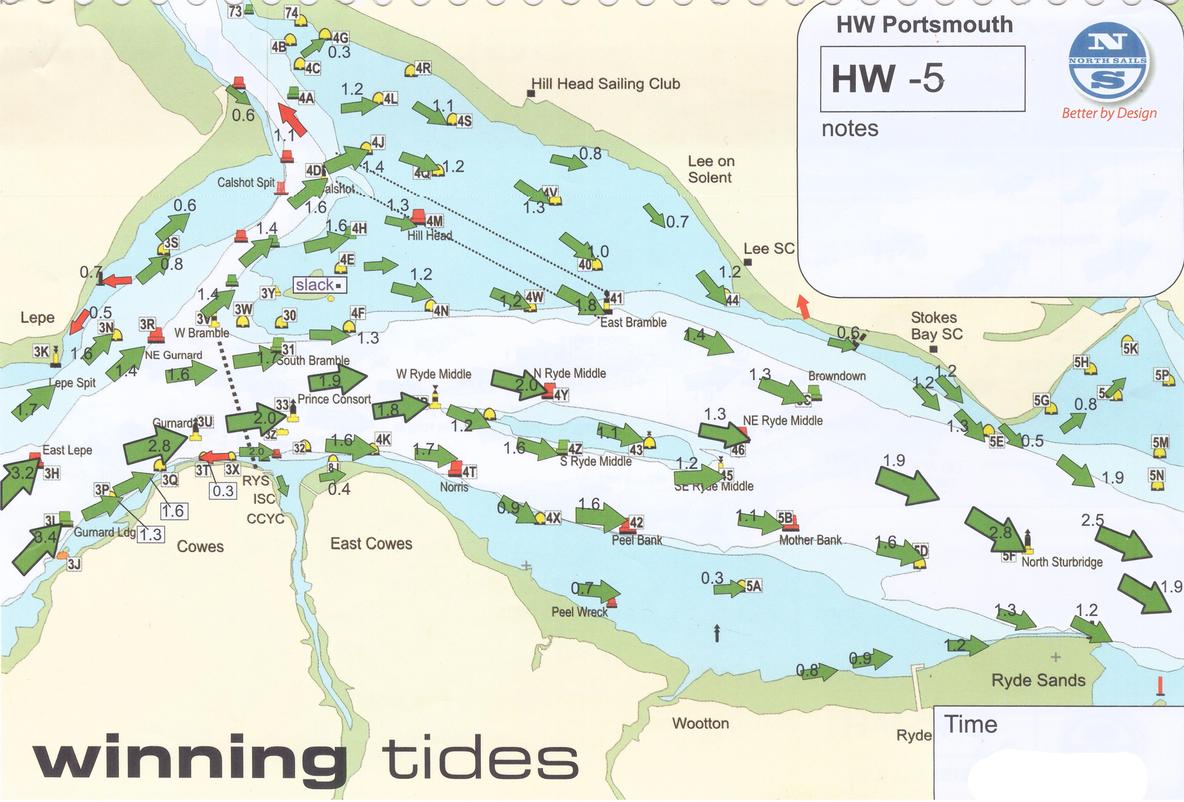 HW Portsmouth
HW -5
notes
N
NORTH SAILS
S
Better by Design
73
74
4B
4G
0.3
4C
4R
4A
0.6
1.2
4L
1.1
4S
Hill Head Sailing Club
1.1
4J
1.4
4D
1.2
0.8
Lee on
Solent
Calshot Spit
1.6
4V
1.3
0.6
1.3
4M
Hill Head
0.7
3S
0.8
1.4
1.6
4H
1.0
Lee SC
0.7
4E
1.2
slack
3Y
1.2
4N
1.2
4W
1.8
41
East Bramble
44
0.5
1.4
3W
30
4F
1.3
Lepe
3N
3R
W Bramble
1.4
0.6
Stokes
Bay SC
3K
1.6
NE Gurnard
1.4
1.7
31
South Bramble
5K
5H
5P
Lepe Spit
1.6
1.9
Prince Consort
W Ryde Middle
2.0
N Ryde Middle
4Y
1.3
Browndown
1.2
1.2
5G
0.8
1.7
1.8
1.2
1.3
NE Ryde Middle
46
1.3
5E
0.5
5M
Gurnard
3U
2.0
33
East Lepe
2.8
3.2
3H
3T
3X
2.0
32
1.6
4K
1.7
1.6
4Z
S Ryde Middle
1.1
43
1.2
45
SE Ryde Middle
1.9
1.9
5N
3P
3Q
0.3
RYS
ISC
CCYC
0.4
4T
Norris
1.6
1.3
Gurnard Ldg
3.4
3J
Cowes
East Cowes
0.9
4X
1.6
42
Peel Bank
1.1
5B
Mother Bank
1.6
5D
2.8
5F
North Sturbridge
2.5
1.9
0.7
Peel Wreck
0.3
5A
1.3
1.2
1.2
0.8
0.9
Ryde Sands
Wootton
Ryde
Time
winning tides